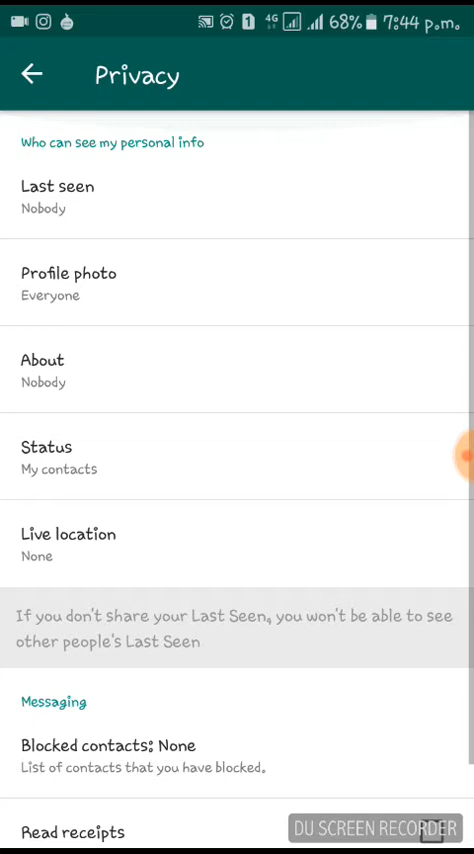 4G 68% 7:44 p.m.
Privacy
Who can see my personal info
Last seen
Nobody
Profile photo
Everyone
About
Nobody
Status
My contacts
Live location
None
If you don't share your Last Seen, you won't be able to see
other people's Last Seen
Messaging
Blocked contacts: None
List of contacts that you have blocked.
Read receipts
DU SCREEN RECORDER